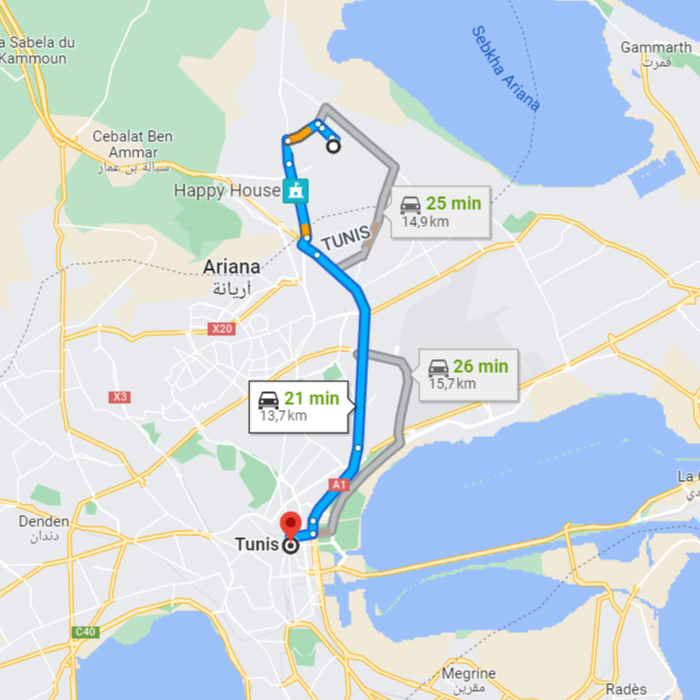 a Sabela du
Kammoun
Sebkha Ariana
Gammarth
قمرت
Cebalat Ben
Ammar
سبالة بن عمار
Happy House
25 min
14,9 km
TUNIS
Ariana
أريانة
X20
26 min
15,7 km
21 min
13,7 km
X3
A1
La
Denden
دندان
Tunis
C40
Megrine
مقرين
Radès
رادس